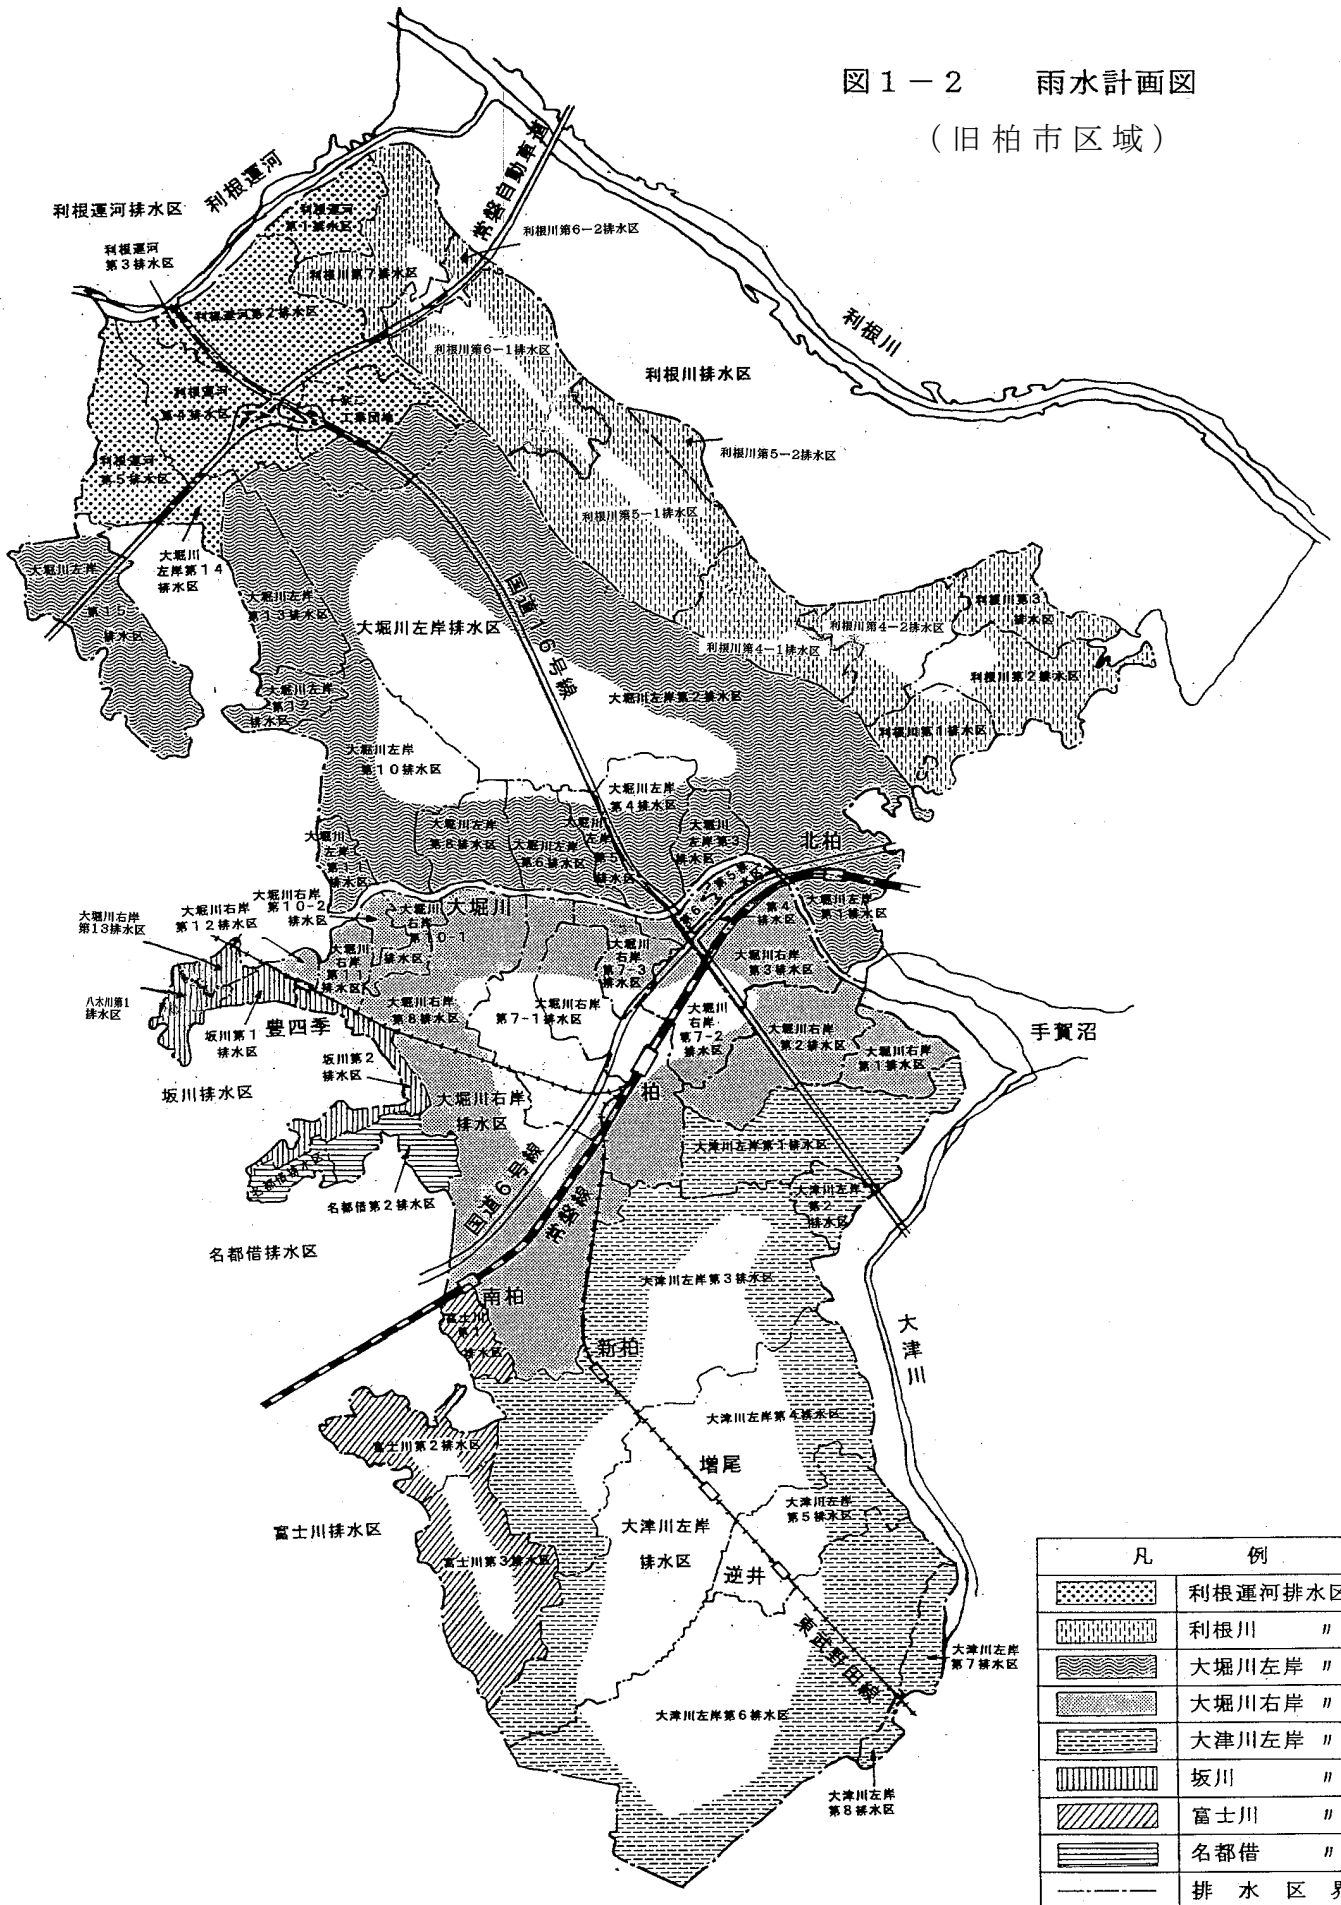 図1-2 雨水計画図
（旧柏市区域）
利根運河
利根運河排水区
常磐自動車道
利根運河
第1排水区
利根川第6-2排水区
利根運河
第3排水区
利根川第7排水区
利根運河第2排水区
利根川
利根川第6-1排水区
利根川排水区
利根運河
第4排水区
工業団地
利根川第5-2排水区
利根運河
第5排水区
利根川第5-1排水区
大堀川
左岸第14
排水区
大堀川左岸
第15
排水区
国道16号線
大堀川左岸
第13排水区
大堀川左岸排水区
利根川第3
排水区
利根川第4-2排水区
利根川第4-1排水区
利根川第2排水区
大堀川左岸
第12
排水区
大堀川左岸第2排水区
利根川第1排水区
大堀川左岸
第10排水区
大堀川左岸
第4排水区
大堀川
左岸
第11
排水区
大堀川左岸
第8排水区
大堀川左岸
第6排水区
大堀川
左岸
第5
排水区
大堀川
左岸第3
排水区
北柏
大堀川右岸
第10-2
排水区
大堀川
大堀川右岸
第12排水区
大堀川右岸
第13排水区
大堀川
右岸
第10-1
排水区
第4
排水区
大堀川左岸
第1排水区
大堀川
右岸
第11
排水区
大堀川
右岸
第7-3
排水区
大堀川右岸
第3排水区
八木川第1
排水区
坂川第1
排水区
豊四季
大堀川右岸
第8排水区
大堀川右岸
第7-1排水区
大堀川
右岸
第7-2
排水区
大堀川右岸
第2排水区
大堀川右岸
第1排水区
手賀沼
坂川第2
排水区
坂川排水区
大堀川右岸
排水区
柏
大津川左岸第1排水区
名都借排水区
名都借第2排水区
国道6号線
常磐線
大津川左岸
第2
排水区
名都借排水区
大津川左岸第3排水区
南柏
富士川
第1
排水区
新柏
大津川
大津川左岸第4排水区
富士川第2排水区
増尾
大津川左岸
第5排水区
富士川排水区
大津川左岸
排水区
富士川第3排水区
逆井
東武野田線
大津川左岸
第7排水区
大津川左岸第6排水区
大津川左岸
第8排水区
凡 例
利根運河排水区
利根川 〃
大堀川左岸 〃
大堀川右岸 〃
大津川左岸 〃
坂川 〃
富士川 〃
名都借 〃
排水区界